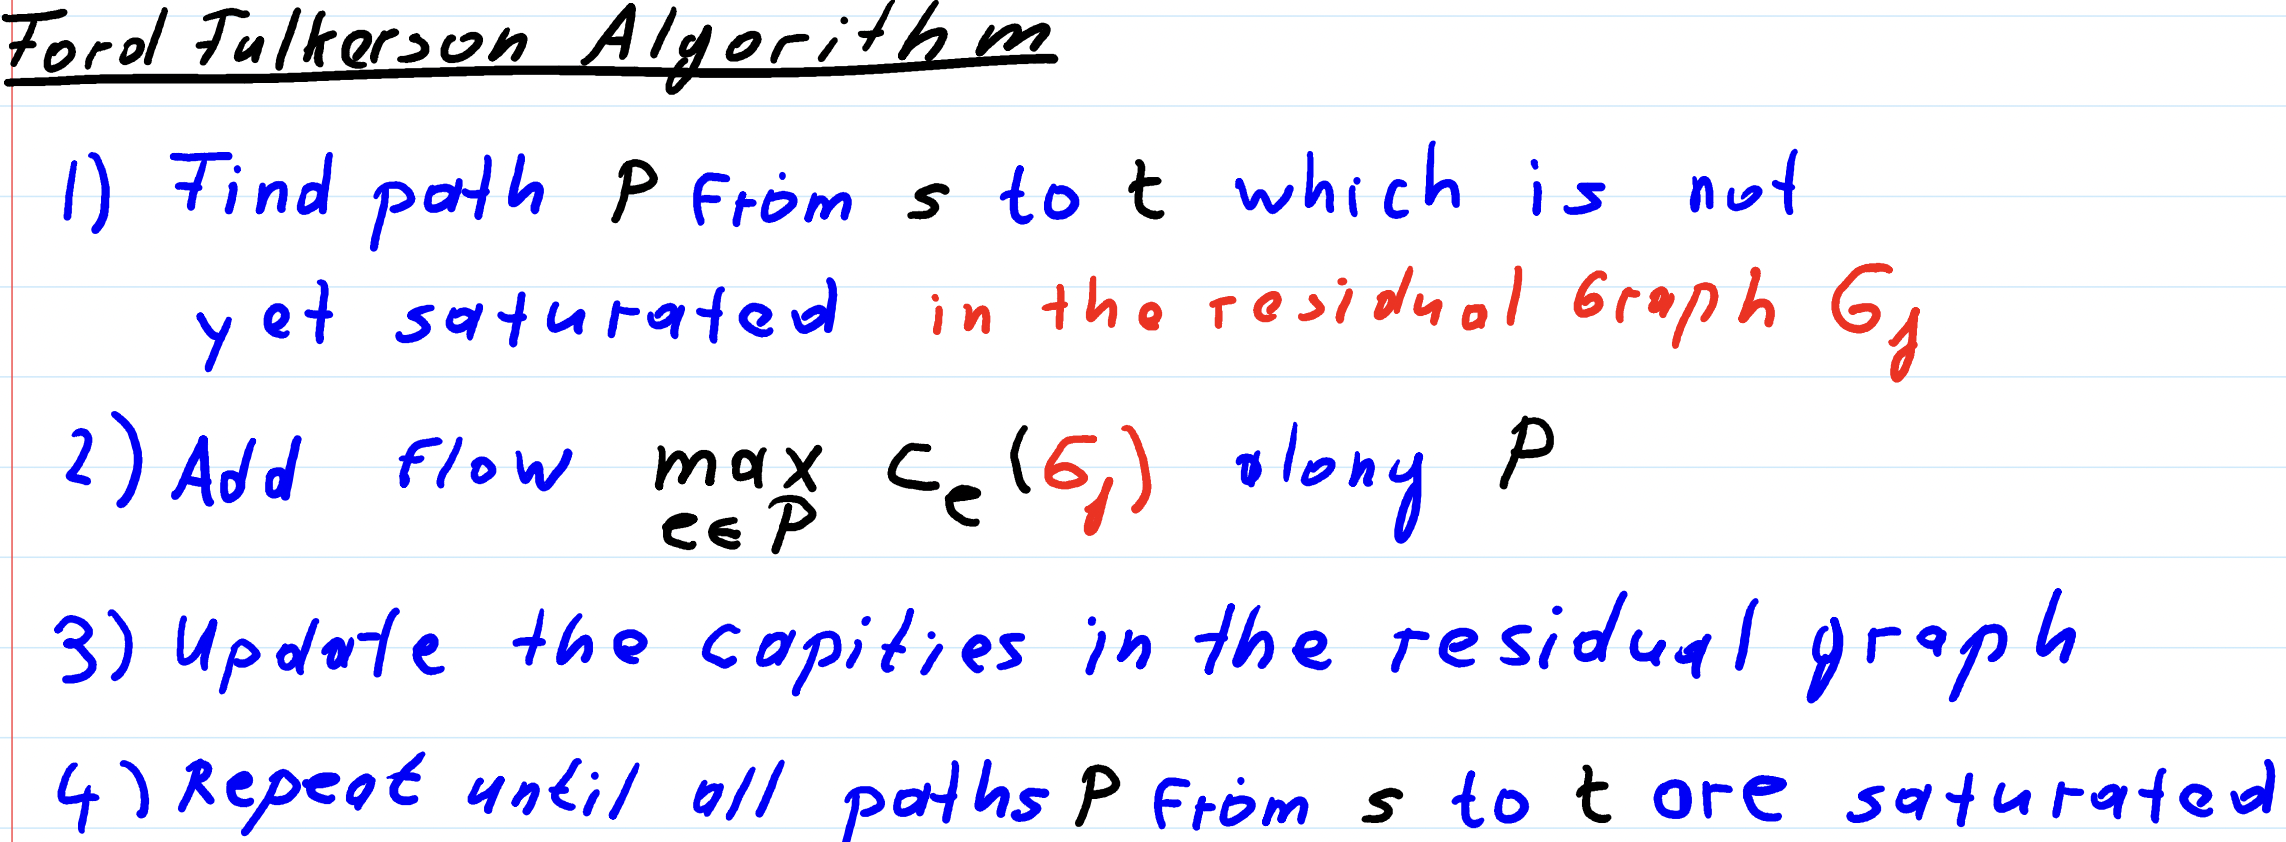 Ford Fulkerson Algorithm
1) Find path P From s to t which is not
yet saturated in the residual Graph G_f
2) Add flow max c_e (G_f) along P
e∈P
3) Update the capities in the residual graph
4) Repeat until all paths P From s to t are saturated